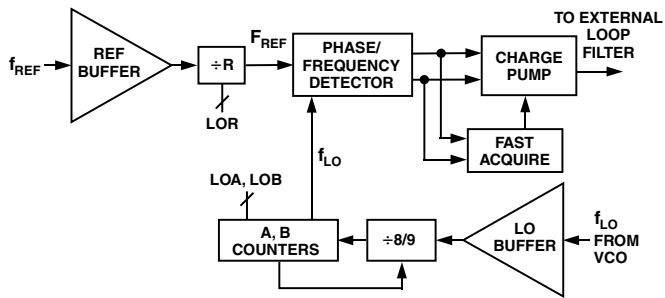 TO EXTERNAL
LOOP
FILTER
fREF
REF
BUFFER
÷R
FREF
PHASE/
FREQUENCY
DETECTOR
CHARGE
PUMP
LOR
FAST
ACQUIRE
fLO
LOA, LOB
A, B
COUNTERS
÷8/9
LO
BUFFER
fLO
FROM
VCO